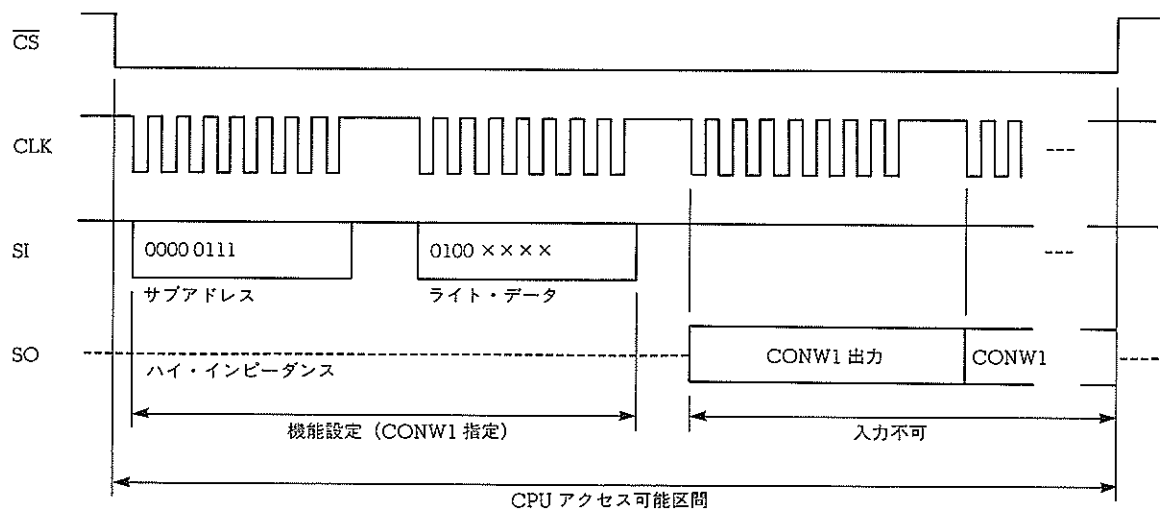 CS
CLK
SI
0000 0111
0100 ××××
---
サブアドレス
ライト・データ
SO
CONW1 出力
CONW1
ハイ・インピーダンス
機能設定（CONW1 指定）
入力不可
CPU アクセス可能区間